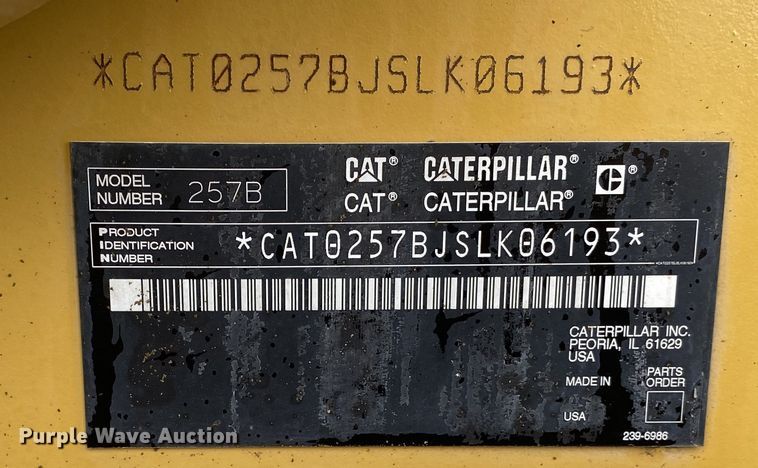 *CAT0257BJSLK06193*
MODEL NUMBER 257B
CAT® CATERPILLAR® C®
CAT® CATERPILLAR®
PRODUCT
IDENTIFICATION
NUMBER
*CAT0257BJSLK06193*
CATERPILLAR INC.
PEORIA, IL 61629
USA
MADE IN
PARTS ORDER
USA
239-6986
Purple Wave Auction